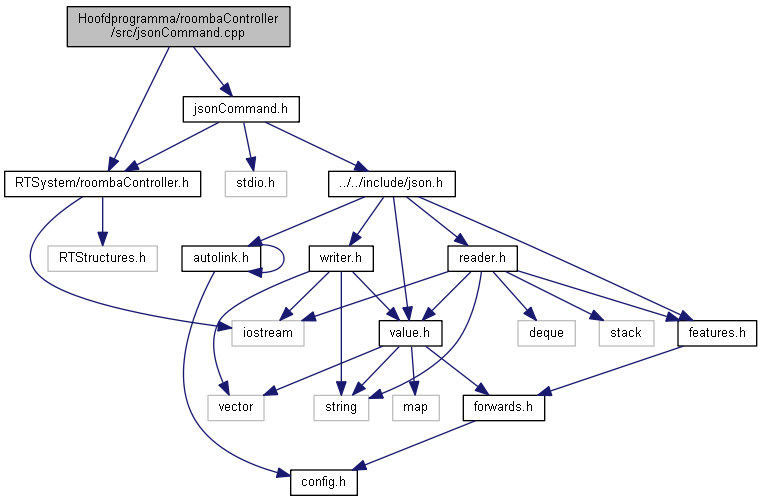 Hoofdprogramma/roombaController
/src/jsonCommand.cpp
jsonCommand.h
RTSystem/roombaController.h
stdio.h
../../include/json.h
RTStructures.h
autolink.h
writer.h
reader.h
iostream
value.h
deque
stack
features.h
vector
string
map
forwards.h
config.h